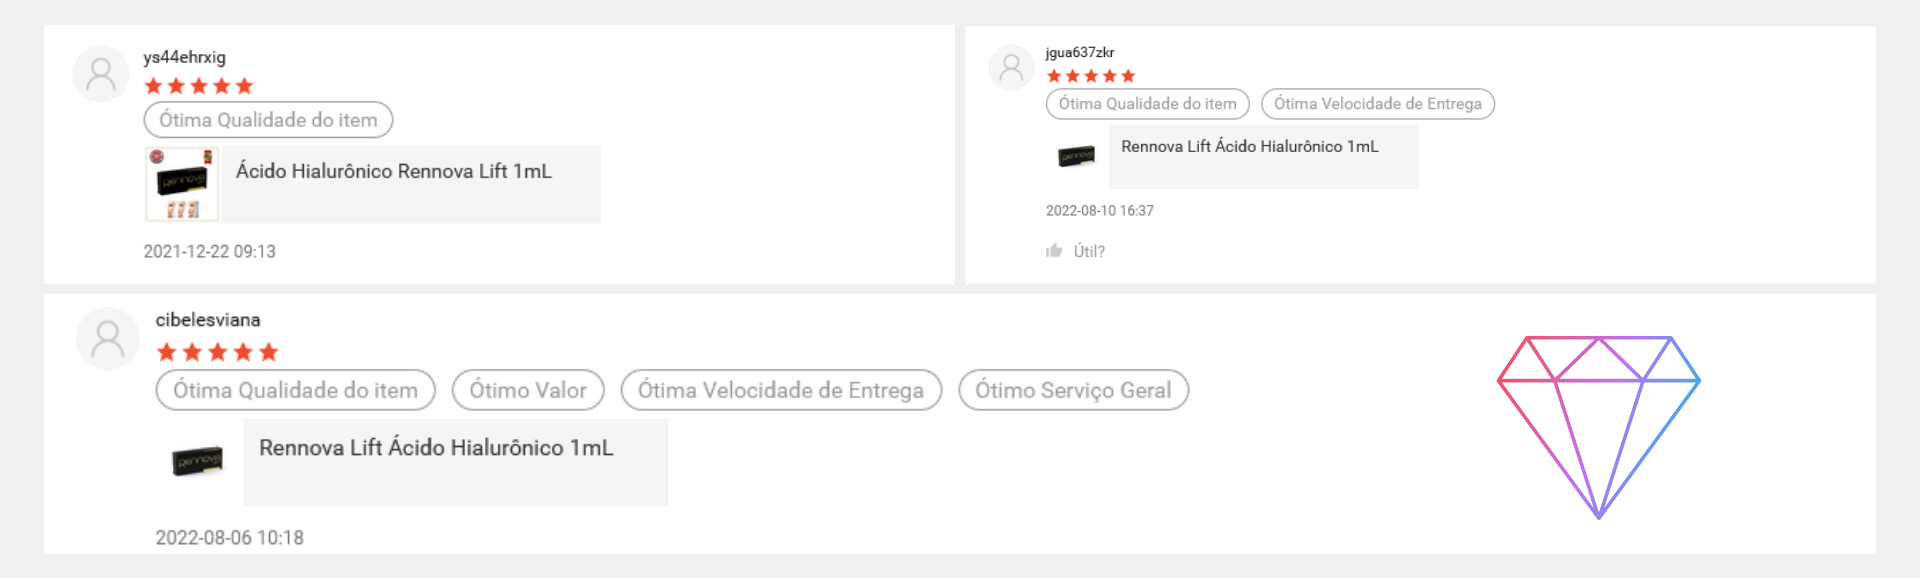 ys44ehrxig
Ótima Qualidade do item
Rennova
Ácido Hialurônico Rennova Lift 1mL
2021-12-22 09:13
jgua637zkr
Ótima Qualidade do item
Ótima Velocidade de Entrega
Rennova
Rennova Lift Ácido Hialurônico 1mL
2022-08-10 16:37
Útil?
cibelesviana
Ótima Qualidade do item
Ótimo Valor
Ótima Velocidade de Entrega
Ótimo Serviço Geral
Rennova
Rennova Lift Ácido Hialurônico 1mL
2022-08-06 10:18